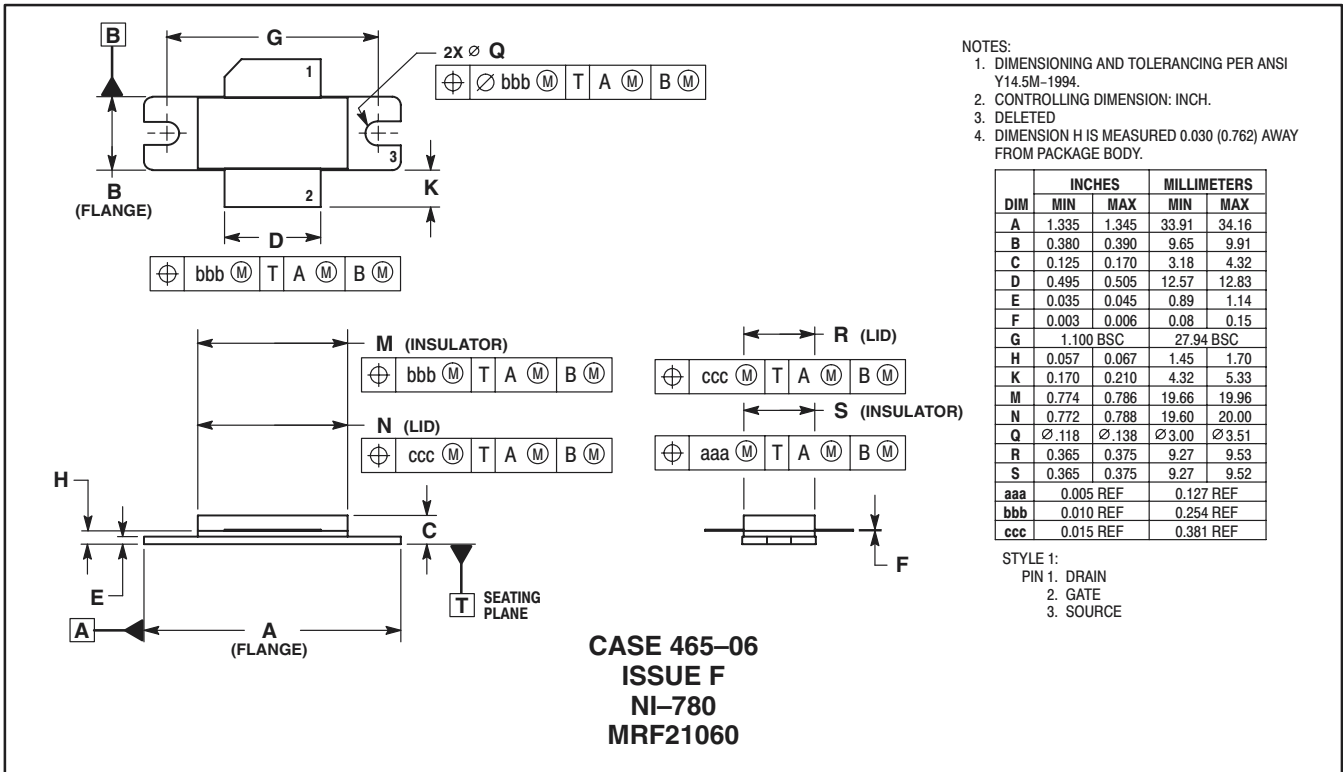 B
G
2X ⌀ Q
⌖ ⌀ bbb Ⓜ T A Ⓜ B Ⓜ
1
3
2
B
(FLANGE)
K
D
⌖ bbb Ⓜ T A Ⓜ B Ⓜ
M (INSULATOR)
⌖ bbb Ⓜ T A Ⓜ B Ⓜ
N (LID)
⌖ ccc Ⓜ T A Ⓜ B Ⓜ
R (LID)
⌖ ccc Ⓜ T A Ⓜ B Ⓜ
S (INSULATOR)
⌖ aaa Ⓜ T A Ⓜ B Ⓜ
H
C
E
F
T SEATING
PLANE
A
A
(FLANGE)
CASE 465–06
ISSUE F
NI–780
MRF21060
NOTES:
1. DIMENSIONING AND TOLERANCING PER ANSI
Y14.5M–1994.
2. CONTROLLING DIMENSION: INCH.
3. DELETED
4. DIMENSION H IS MEASURED 0.030 (0.762) AWAY
FROM PACKAGE BODY.
INCHES MILLIMETERS
DIM MIN MAX MIN MAX
A 1.335 1.345 33.91 34.16
B 0.380 0.390 9.65 9.91
C 0.125 0.170 3.18 4.32
D 0.495 0.505 12.57 12.83
E 0.035 0.045 0.89 1.14
F 0.003 0.006 0.08 0.15
G 1.100 BSC 27.94 BSC
H 0.057 0.067 1.45 1.70
K 0.170 0.210 4.32 5.33
M 0.774 0.786 19.66 19.96
N 0.772 0.788 19.60 20.00
Q ⌀.118 ⌀.138 ⌀3.00 ⌀3.51
R 0.365 0.375 9.27 9.53
S 0.365 0.375 9.27 9.52
aaa 0.005 REF 0.127 REF
bbb 0.010 REF 0.254 REF
ccc 0.015 REF 0.381 REF
STYLE 1:
PIN 1. DRAIN
2. GATE
3. SOURCE